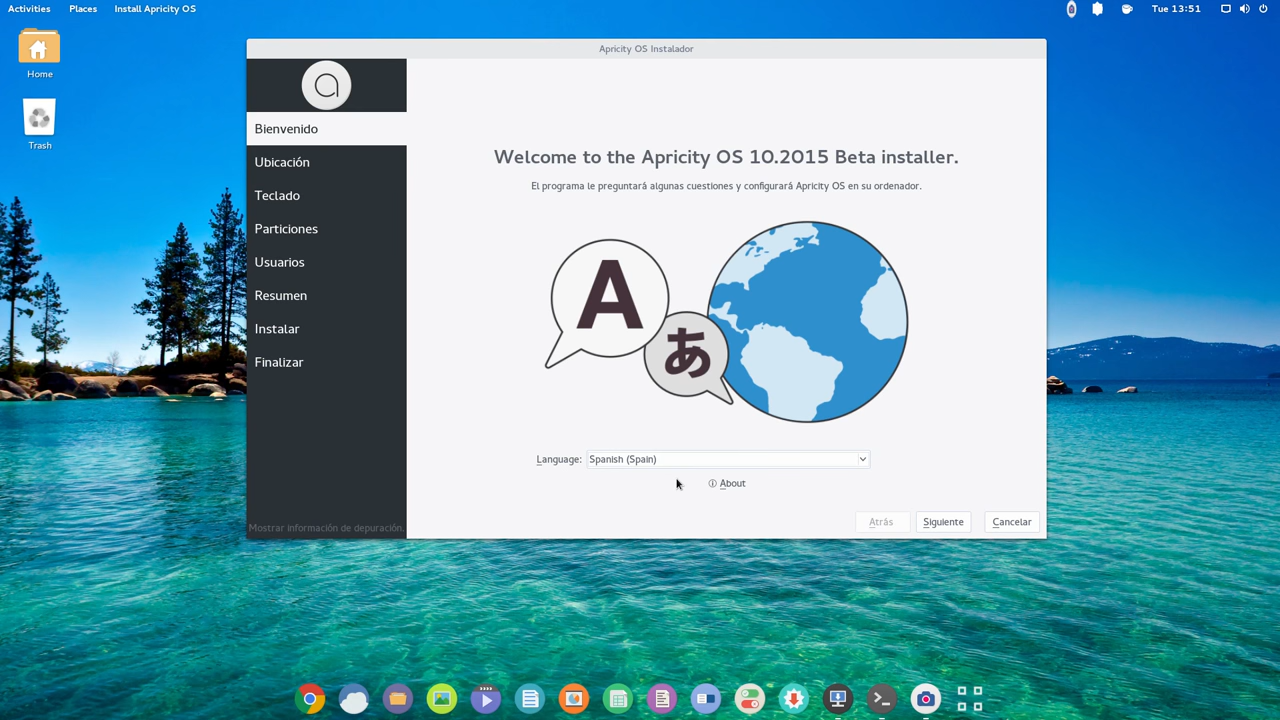 Activities Places Install Apricity OS Tue 13:51
Home
Trash
Apricity OS Instalador
Bienvenido
Ubicación
Teclado
Particiones
Usuarios
Resumen
Instalar
Finalizar
Mostrar información de depuración.
Welcome to the Apricity OS 10.2015 Beta installer.
El programa le preguntará algunas cuestiones y configurará Apricity OS en su ordenador.
A
あ
Language: Spanish (Spain)
About
Atrás Siguiente Cancelar